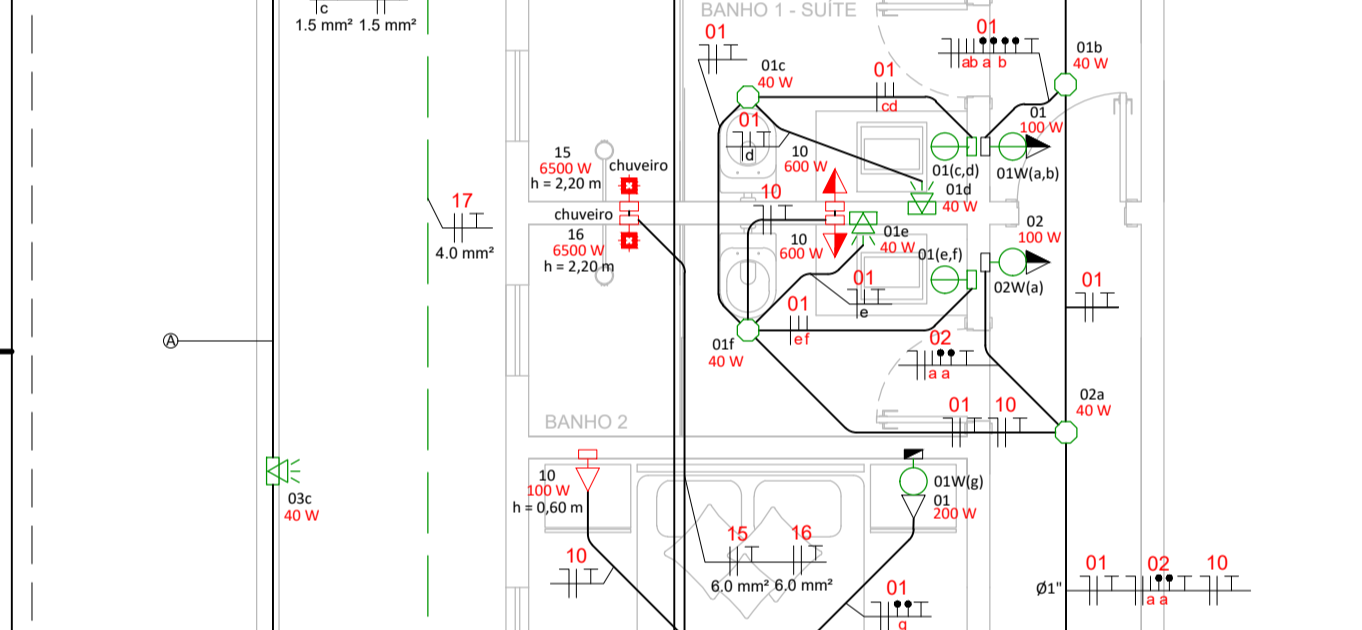 c
1.5 mm² 1.5 mm²
BANHO 1 - SUÍTE
01
01
ab a b
01b
40 W
01c
40 W
01
cd
01
d
01
100 W
01W(a,b)
01(c,d)
01d
40 W
15
6500 W
h = 2,20 m
chuveiro
chuveiro
16
6500 W
h = 2,20 m
10
600 W
10
10
600 W
01e
40 W
01(e,f)
02
100 W
02W(a)
17
4.0 mm²
01
e
01
ef
01
01f
40 W
02
a a
A
02a
40 W
01
10
BANHO 2
03c
40 W
10
100 W
h = 0,60 m
01W(g)
01
200 W
15
16
6.0 mm² 6.0 mm²
10
01
g
Ø1"
01
02
10
a a